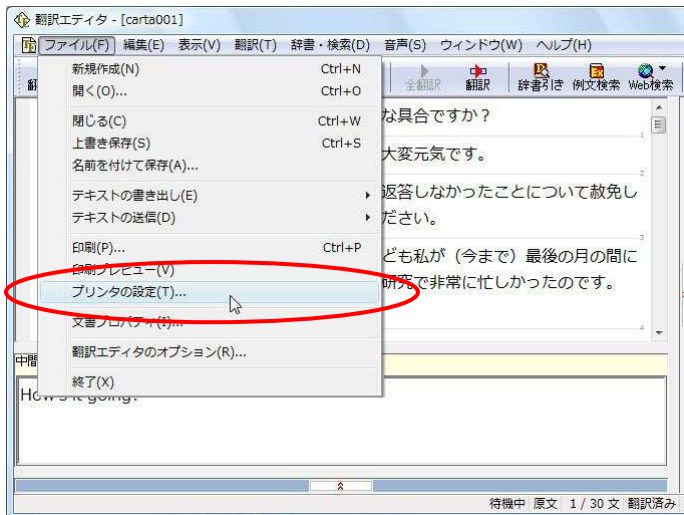 翻訳エディタ - [carta001]
ファイル(F) 編集(E) 表示(V) 翻訳(T) 辞書・検索(D) 音声(S) ウィンドウ(W) ヘルプ(H)
全翻訳 翻訳 辞書引き 例文検索 Web検索
新規作成(N) Ctrl+N
開く(O)... Ctrl+O
閉じる(C) Ctrl+W
上書き保存(S) Ctrl+S
名前を付けて保存(A)...
テキストの書き出し(E)
テキストの送信(D)
印刷(P)... Ctrl+P
印刷プレビュー(V)
プリンタの設定(T)...
文書プロパティ(I)...
翻訳エディタのオプション(R)...
終了(X)
な具合ですか？
1
大変元気です。
2
返答しなかったことについて赦免し
ださい。
3
ども私が（今まで）最後の月の間に
研究で非常に忙しかったのです。
4
中間
How's it going?
待機中 原文 1 / 30 文 翻訳済み